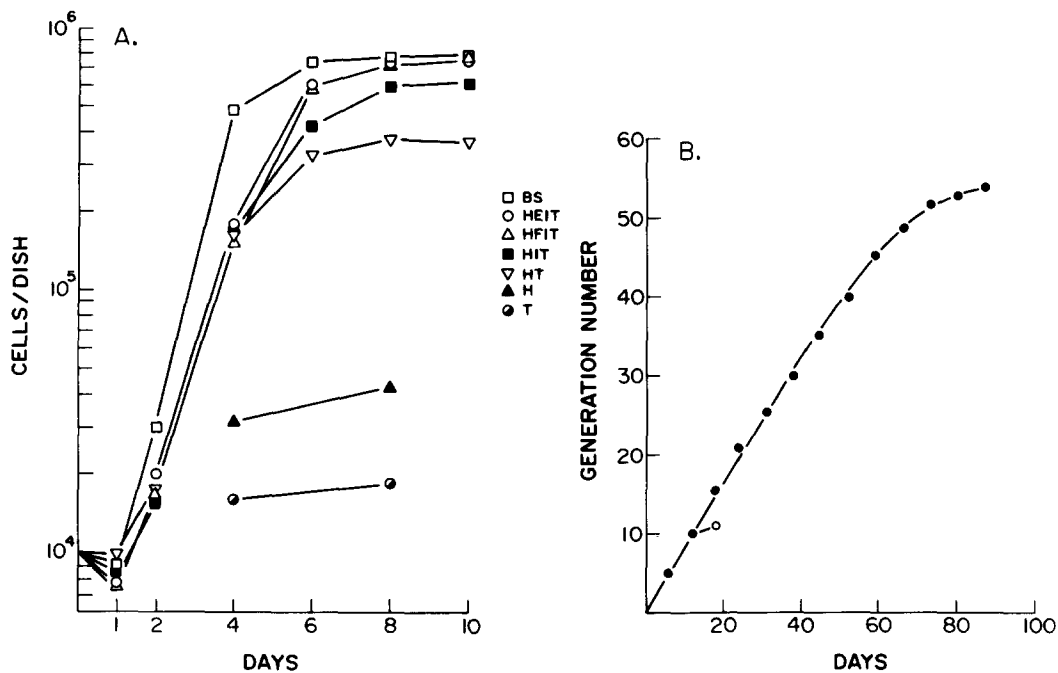 A.
10⁶
10⁵
10⁴
CELLS/DISH
1 2 4 6 8 10
DAYS
BS
HEIT
HFIT
HIT
HT
H
T
B.
60
50
40
30
20
10
GENERATION NUMBER
20 40 60 80 100
DAYS